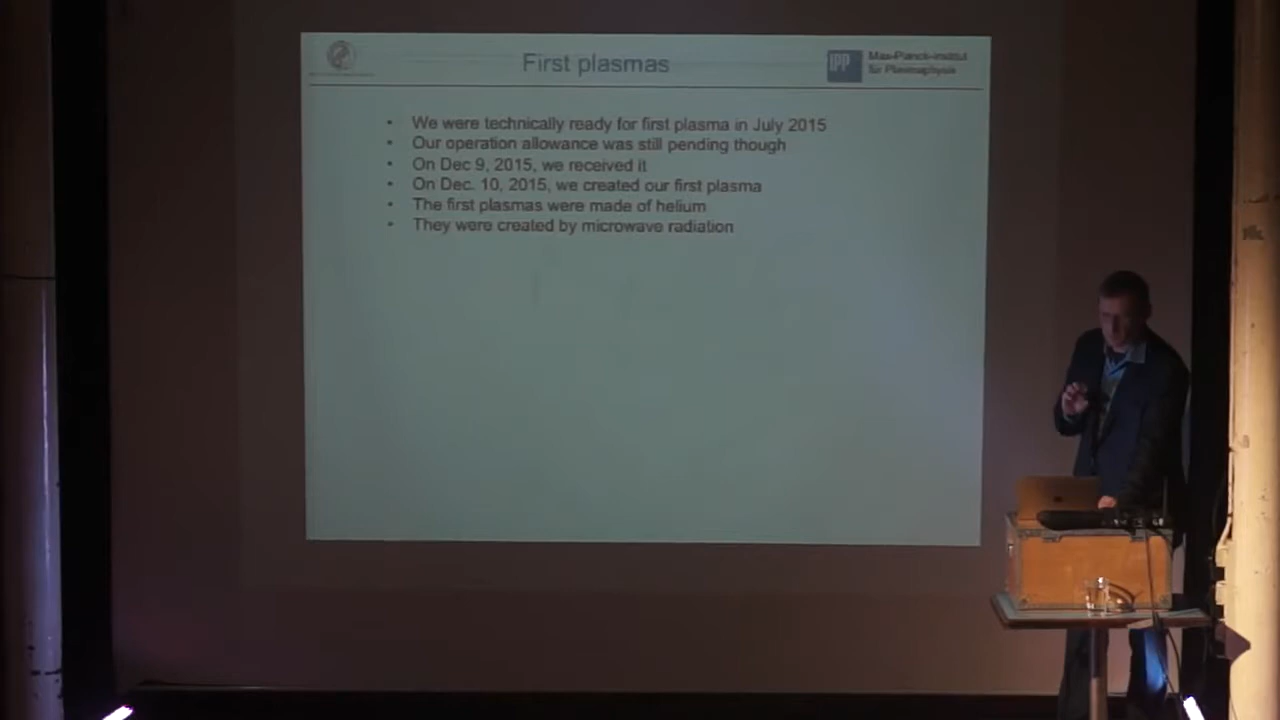 First plasmas
IPP
Max-Planck-Institut
für Plasmaphysik
We were technically ready for first plasma in July 2015
Our operation allowance was still pending though
On Dec 9, 2015, we received it
On Dec. 10, 2015, we created our first plasma
The first plasmas were made of helium
They were created by microwave radiation